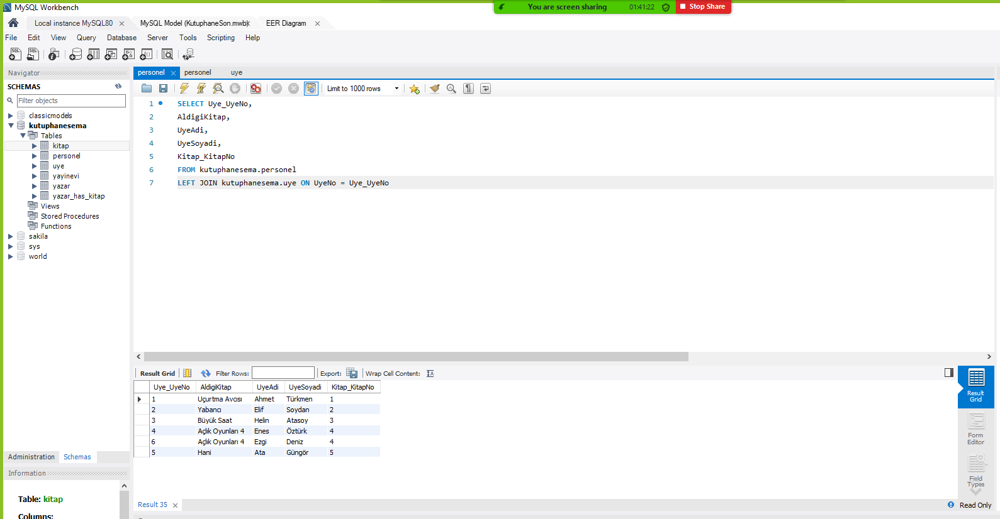 MySQL Workbench
You are screen sharing 01:41:22 Stop Share
Local instance MySQL80 MySQL Model (KutuphaneSon.mwb) EER Diagram
File Edit View Query Database Server Tools Scripting Help
Navigator
personel personel uye
SCHEMAS
Limit to 1000 rows
Filter objects
classicmodels
kutuphanesema
Tables
kitap
personel
uye
yayinevi
yazar
yazar_has_kitap
Views
Stored Procedures
Functions
sakila
sys
world
1 SELECT Uye_UyeNo,
2 AldigiKitap,
3 UyeAdi,
4 UyeSoyadi,
5 Kitap_KitapNo
6 FROM kutuphanesema.personel
7 LEFT JOIN kutuphanesema.uye ON UyeNo = Uye_UyeNo
Result Grid Filter Rows: Export: Wrap Cell Content:
Uye_UyeNo AldigiKitap UyeAdi UyeSoyadi Kitap_KitapNo
1 Uçurtma Avcısı Ahmet Türkmen 1
2 Yabancı Elif Soydan 2
3 Büyük Saat Helin Atasoy 3
4 Açlık Oyunları 4 Enes Öztürk 4
6 Açlık Oyunları 4 Ezgi Deniz 4
5 Hani Ata Güngör 5
Result
Grid
Form
Editor
Field
Types
Administration Schemas
Information
Table: kitap
Columns:
Result 35
Read Only